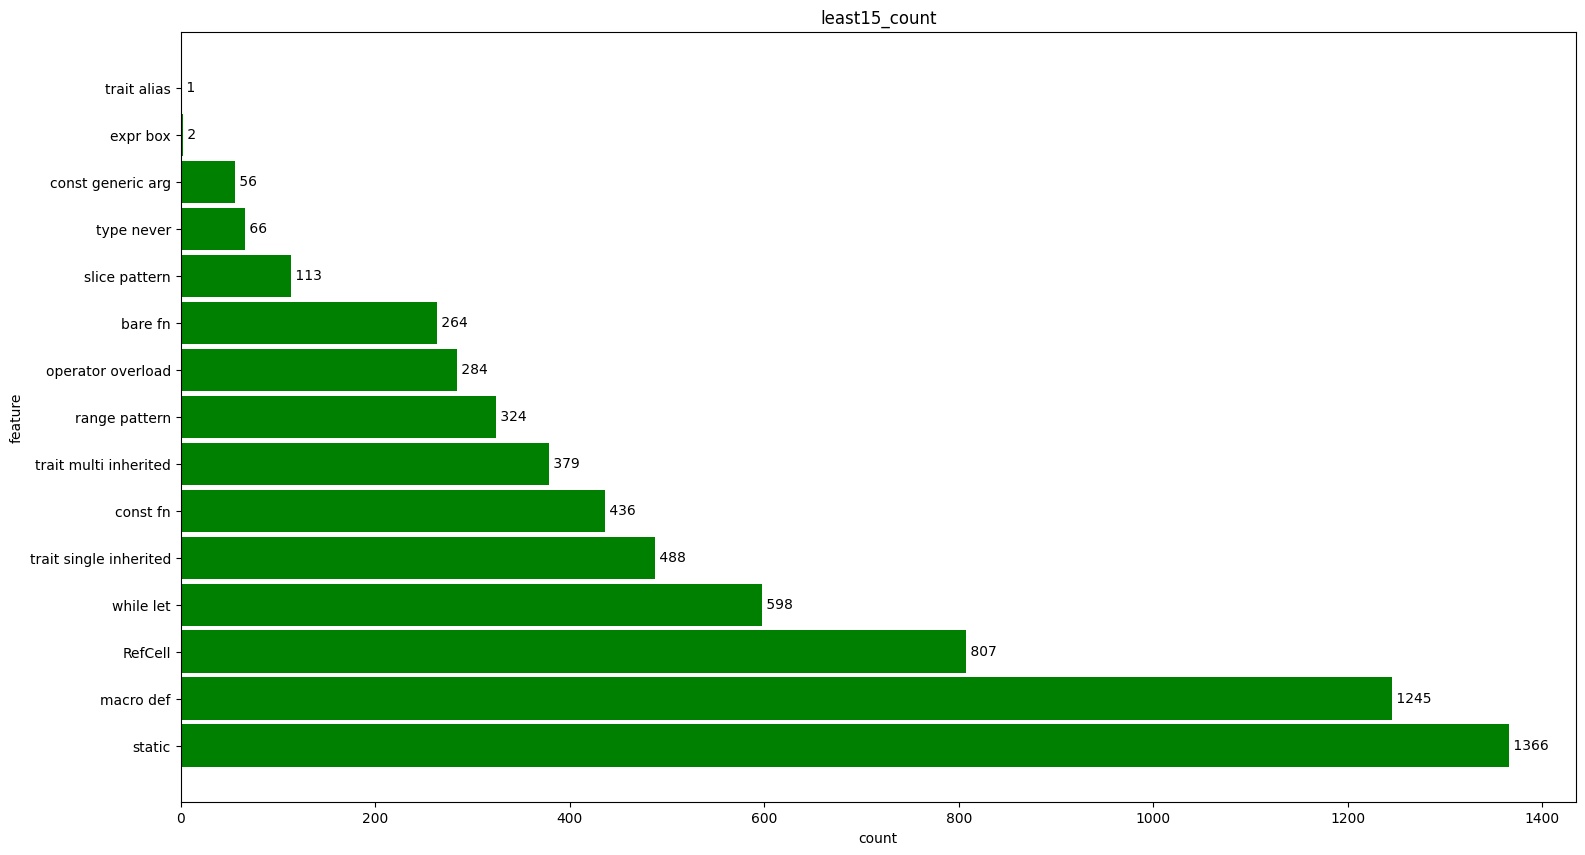 least15_count
trait alias 1
expr box 2
const generic arg 56
type never 66
slice pattern 113
bare fn 264
operator overload 284
range pattern 324
trait multi inherited 379
const fn 436
trait single inherited 488
while let 598
RefCell 807
macro def 1245
static 1366
feature
0 200 400 600 800 1000 1200 1400
count